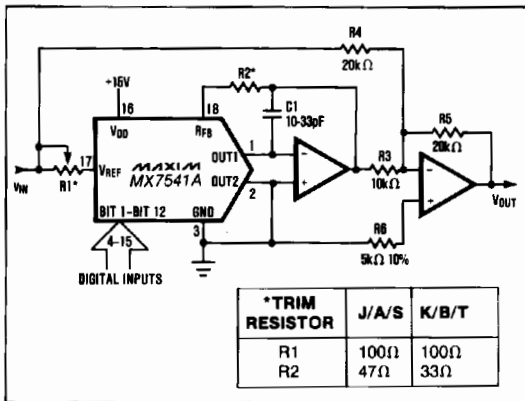 R4
20kΩ
+15V
R2*
16
18
C1
10-33pF
R5
20kΩ
VDD
RFB
1
OUT1
R3
10kΩ
VIN
R1*
17
VREF
MAXIM
MX7541A
OUT2
2
VOUT
BIT 1-BIT 12
GND
3
4-15
R6
5kΩ 10%
DIGITAL INPUTS
*TRIM RESISTOR J/A/S K/B/T
R1 100Ω 100Ω
R2 47Ω 33Ω